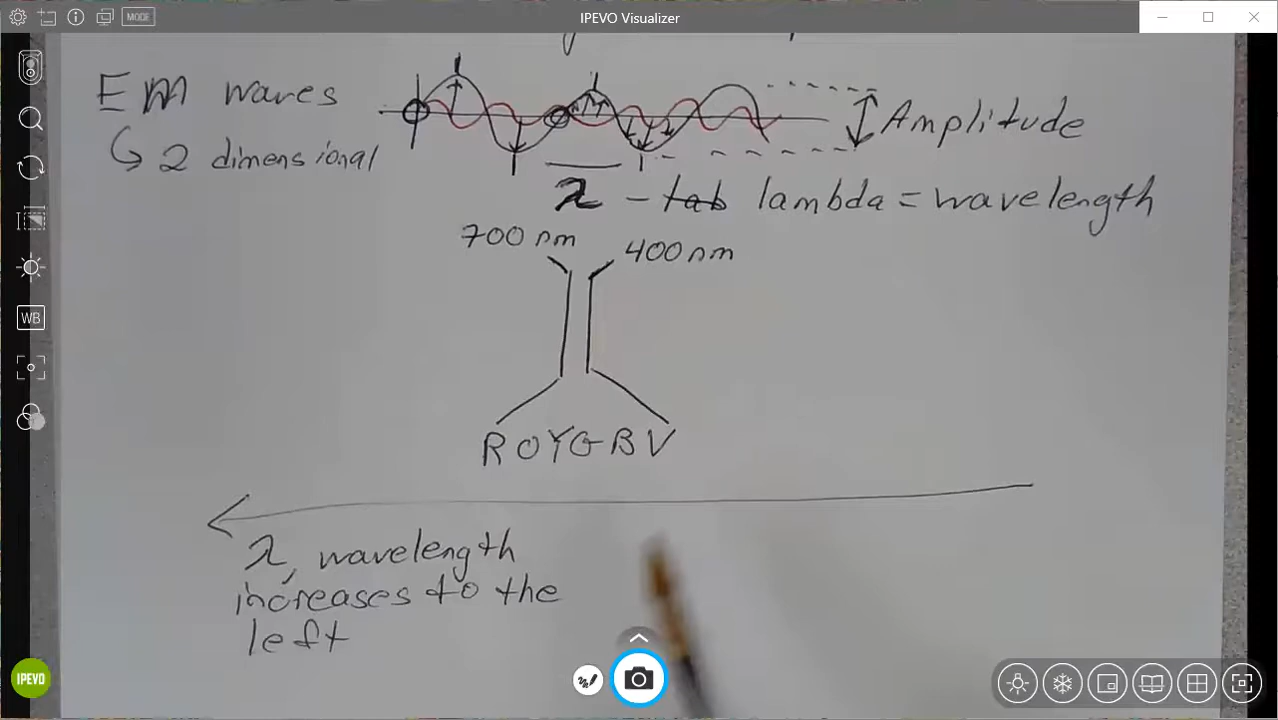 IPEVO Visualizer
MODE
EM waves
↳ 2 dimensional
Amplitude
λ - tab lambda = wavelength
700 nm
400 nm
WB
ROYGBV
λ, wavelength
increases to the
left
IPEVO